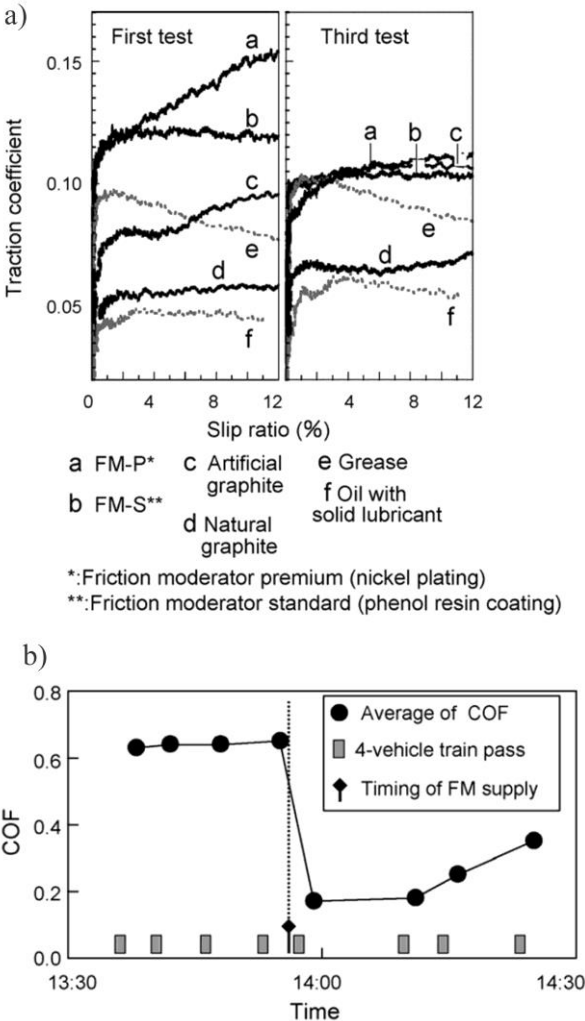 a)
First test
Third test
a
b
c
d
e
f
a
b
c
d
e
f
0.15
0.10
0.05
Traction coefficient
0 4 8 12 4 8 12
Slip ratio (%)
a FM-P*
b FM-S**
c Artificial
graphite
d Natural
graphite
e Grease
f Oil with
solid lubricant
*:Friction moderator premium (nickel plating)
**:Friction moderator standard (phenol resin coating)
b)
0.8
0.6
0.4
0.2
0.0
COF
Average of COF
4-vehicle train pass
Timing of FM supply
13:30 14:00 14:30
Time